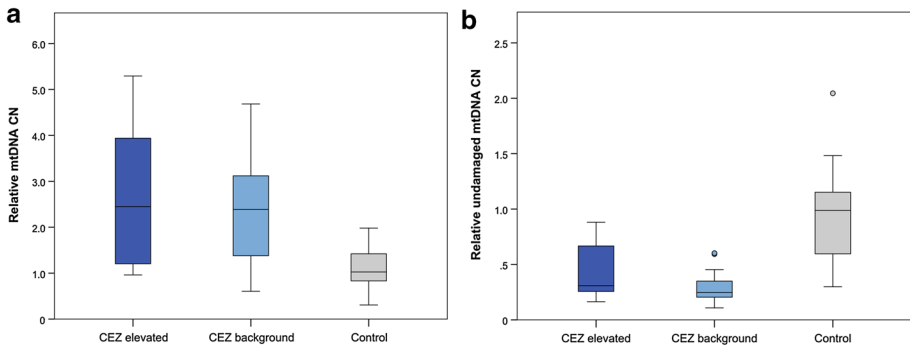 a
Relative mtDNA CN
6.0
5.0
4.0
3.0
2.0
1.0
0
CEZ elevated
CEZ background
Control
b
Relative undamaged mtDNA CN
2.5
2.0
1.5
1.0
.5
0
CEZ elevated
CEZ background
Control